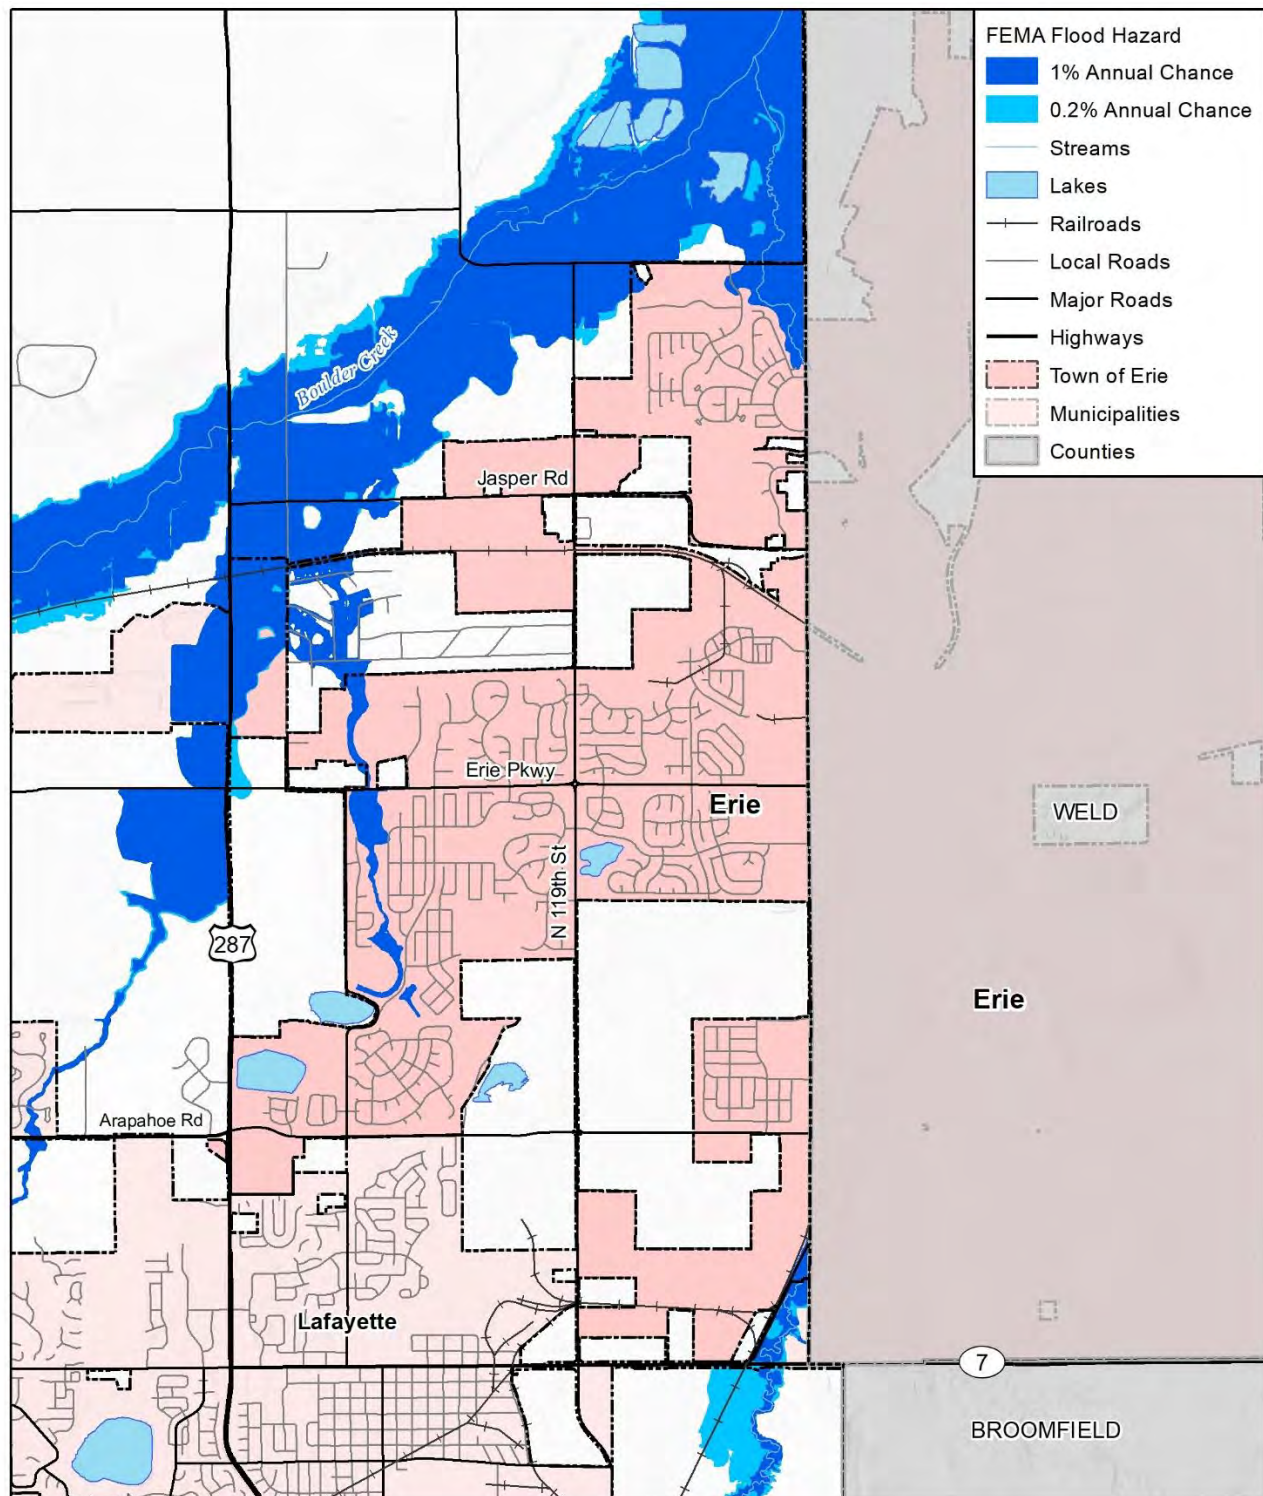 FEMA Flood Hazard
1% Annual Chance
0.2% Annual Chance
Streams
Lakes
Railroads
Local Roads
Major Roads
Highways
Town of Erie
Municipalities
Counties
Boulder Creek
Jasper Rd
Erie Pkwy
Erie
WELD
N 119th St
287
Erie
Arapahoe Rd
Lafayette
7
BROOMFIELD